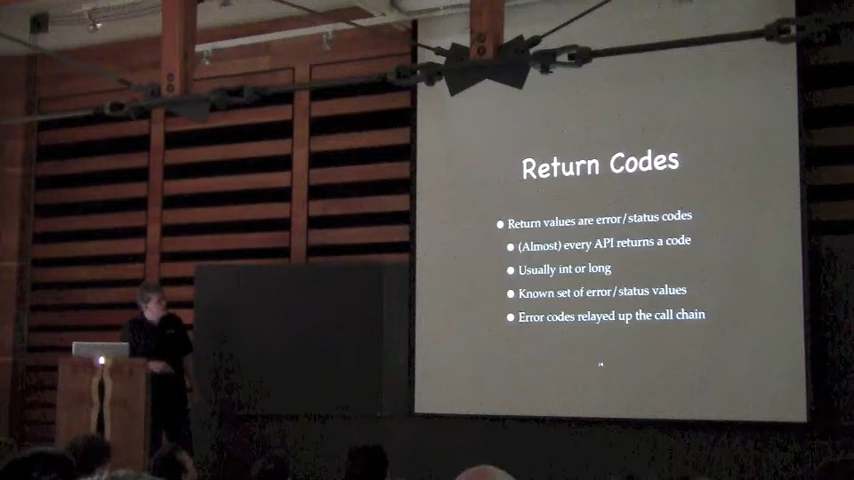 Return Codes
Return values are error/status codes
(Almost) every API returns a code
Usually int or long
Known set of error/status values
Error codes relayed up the call chain